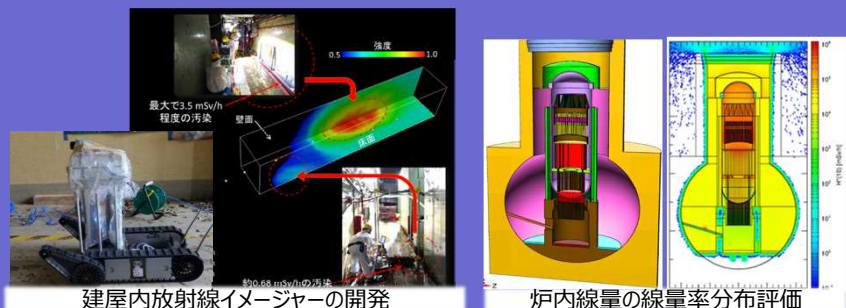 強度
0.5
1.0
最大で3.5 mSv/h
程度の汚染
壁面
床面
約0.68 mSv/hの汚染
建屋内放射線イメージャーの開発
Z
H*(10) [mSv/h]
炉内線量の線量率分布評価